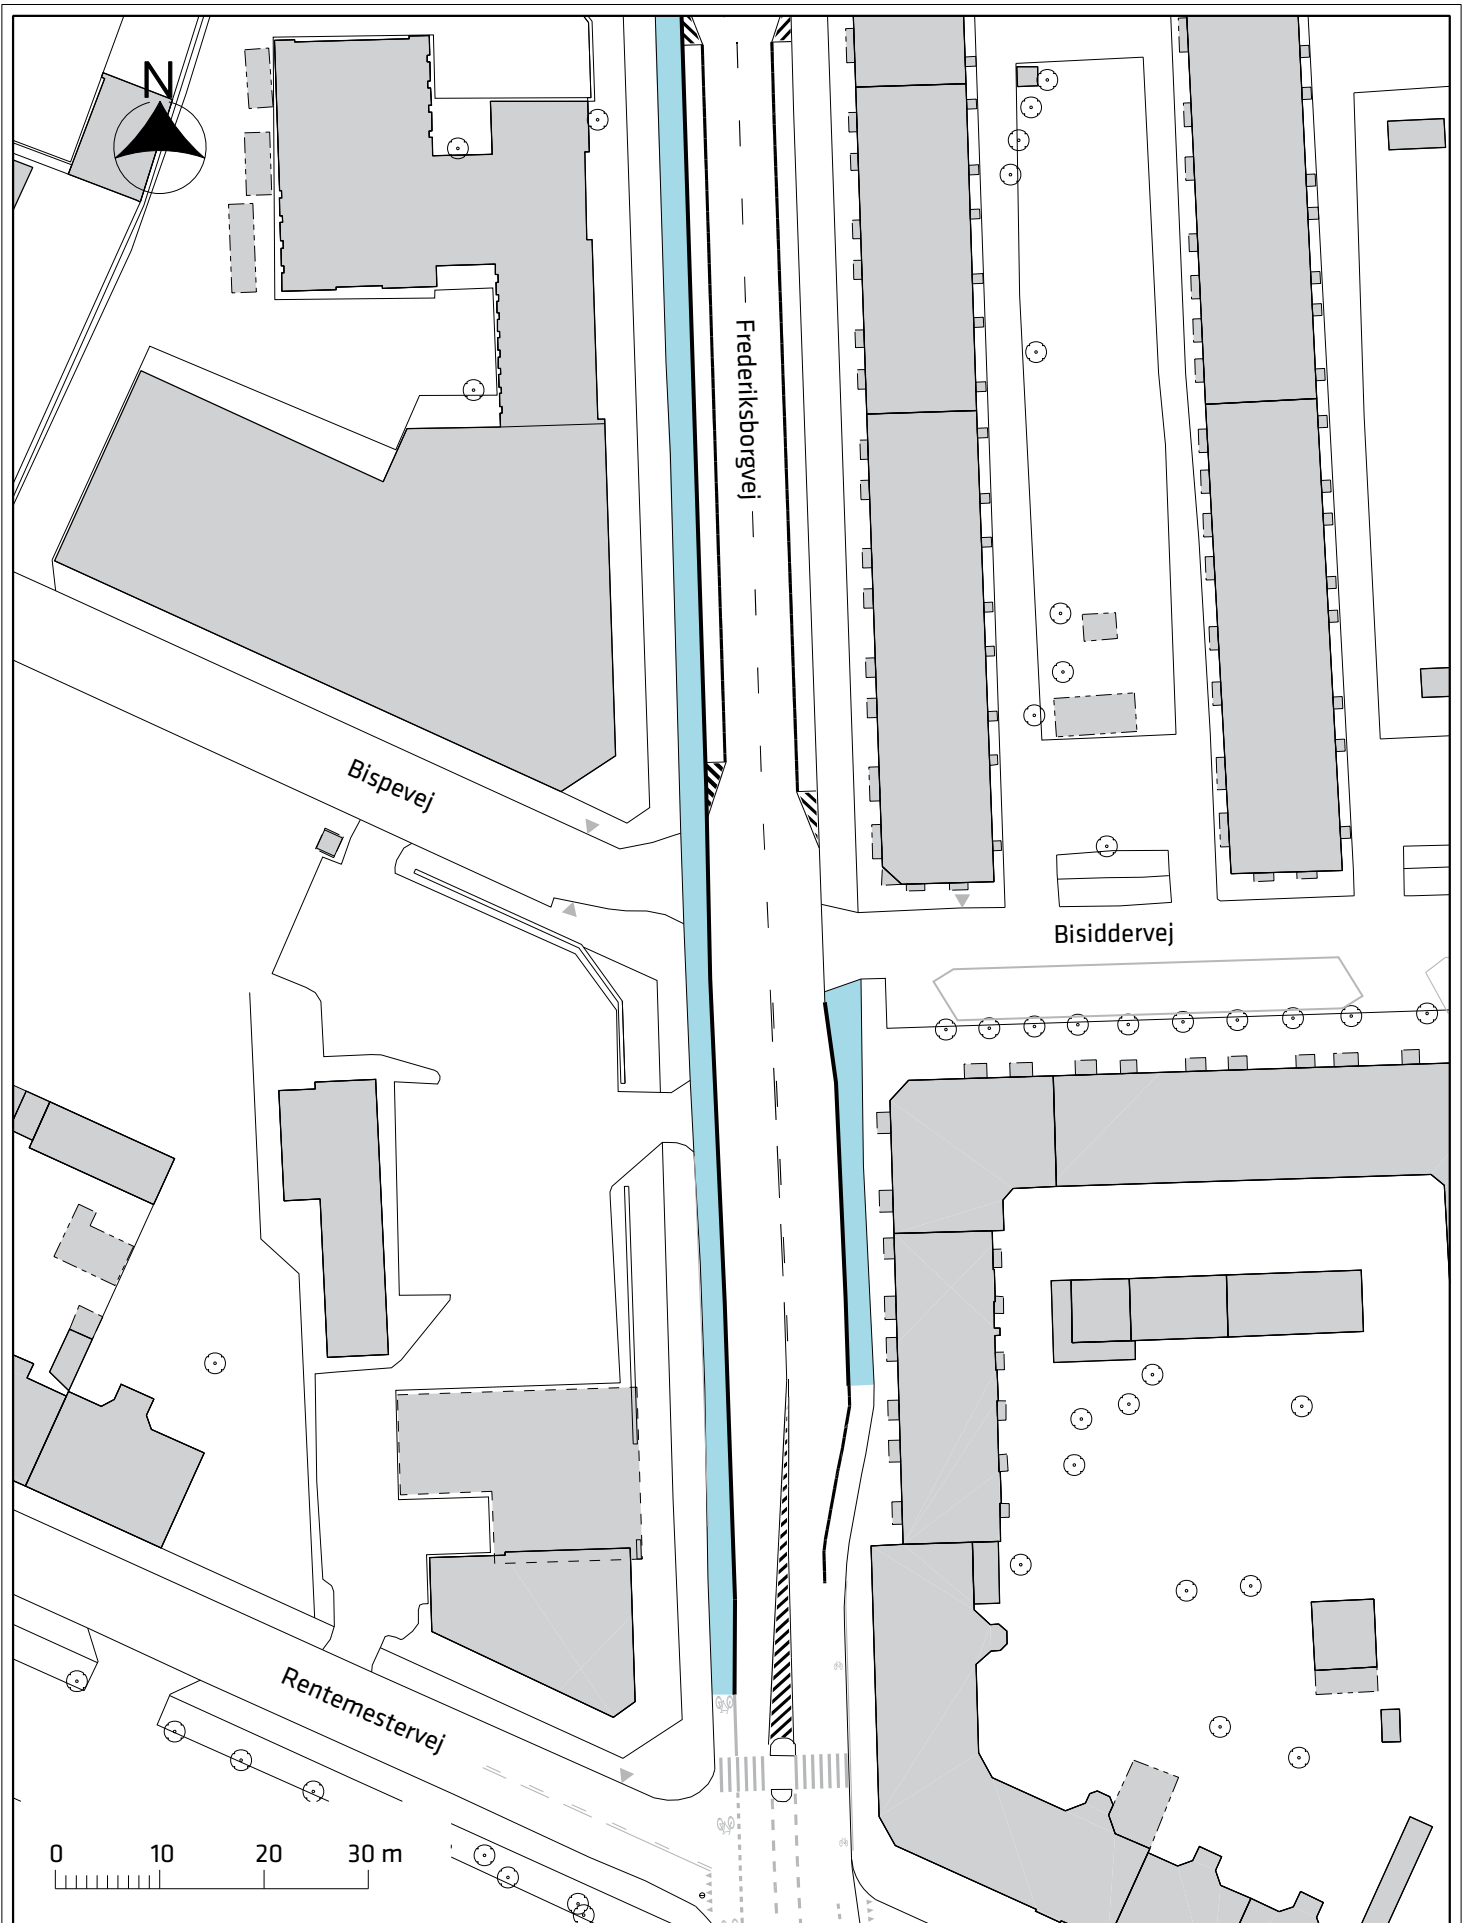 N
Frederiksborgvej
Bispevej
Bisiddervej
Rentemestervej
0 10 20 30 m